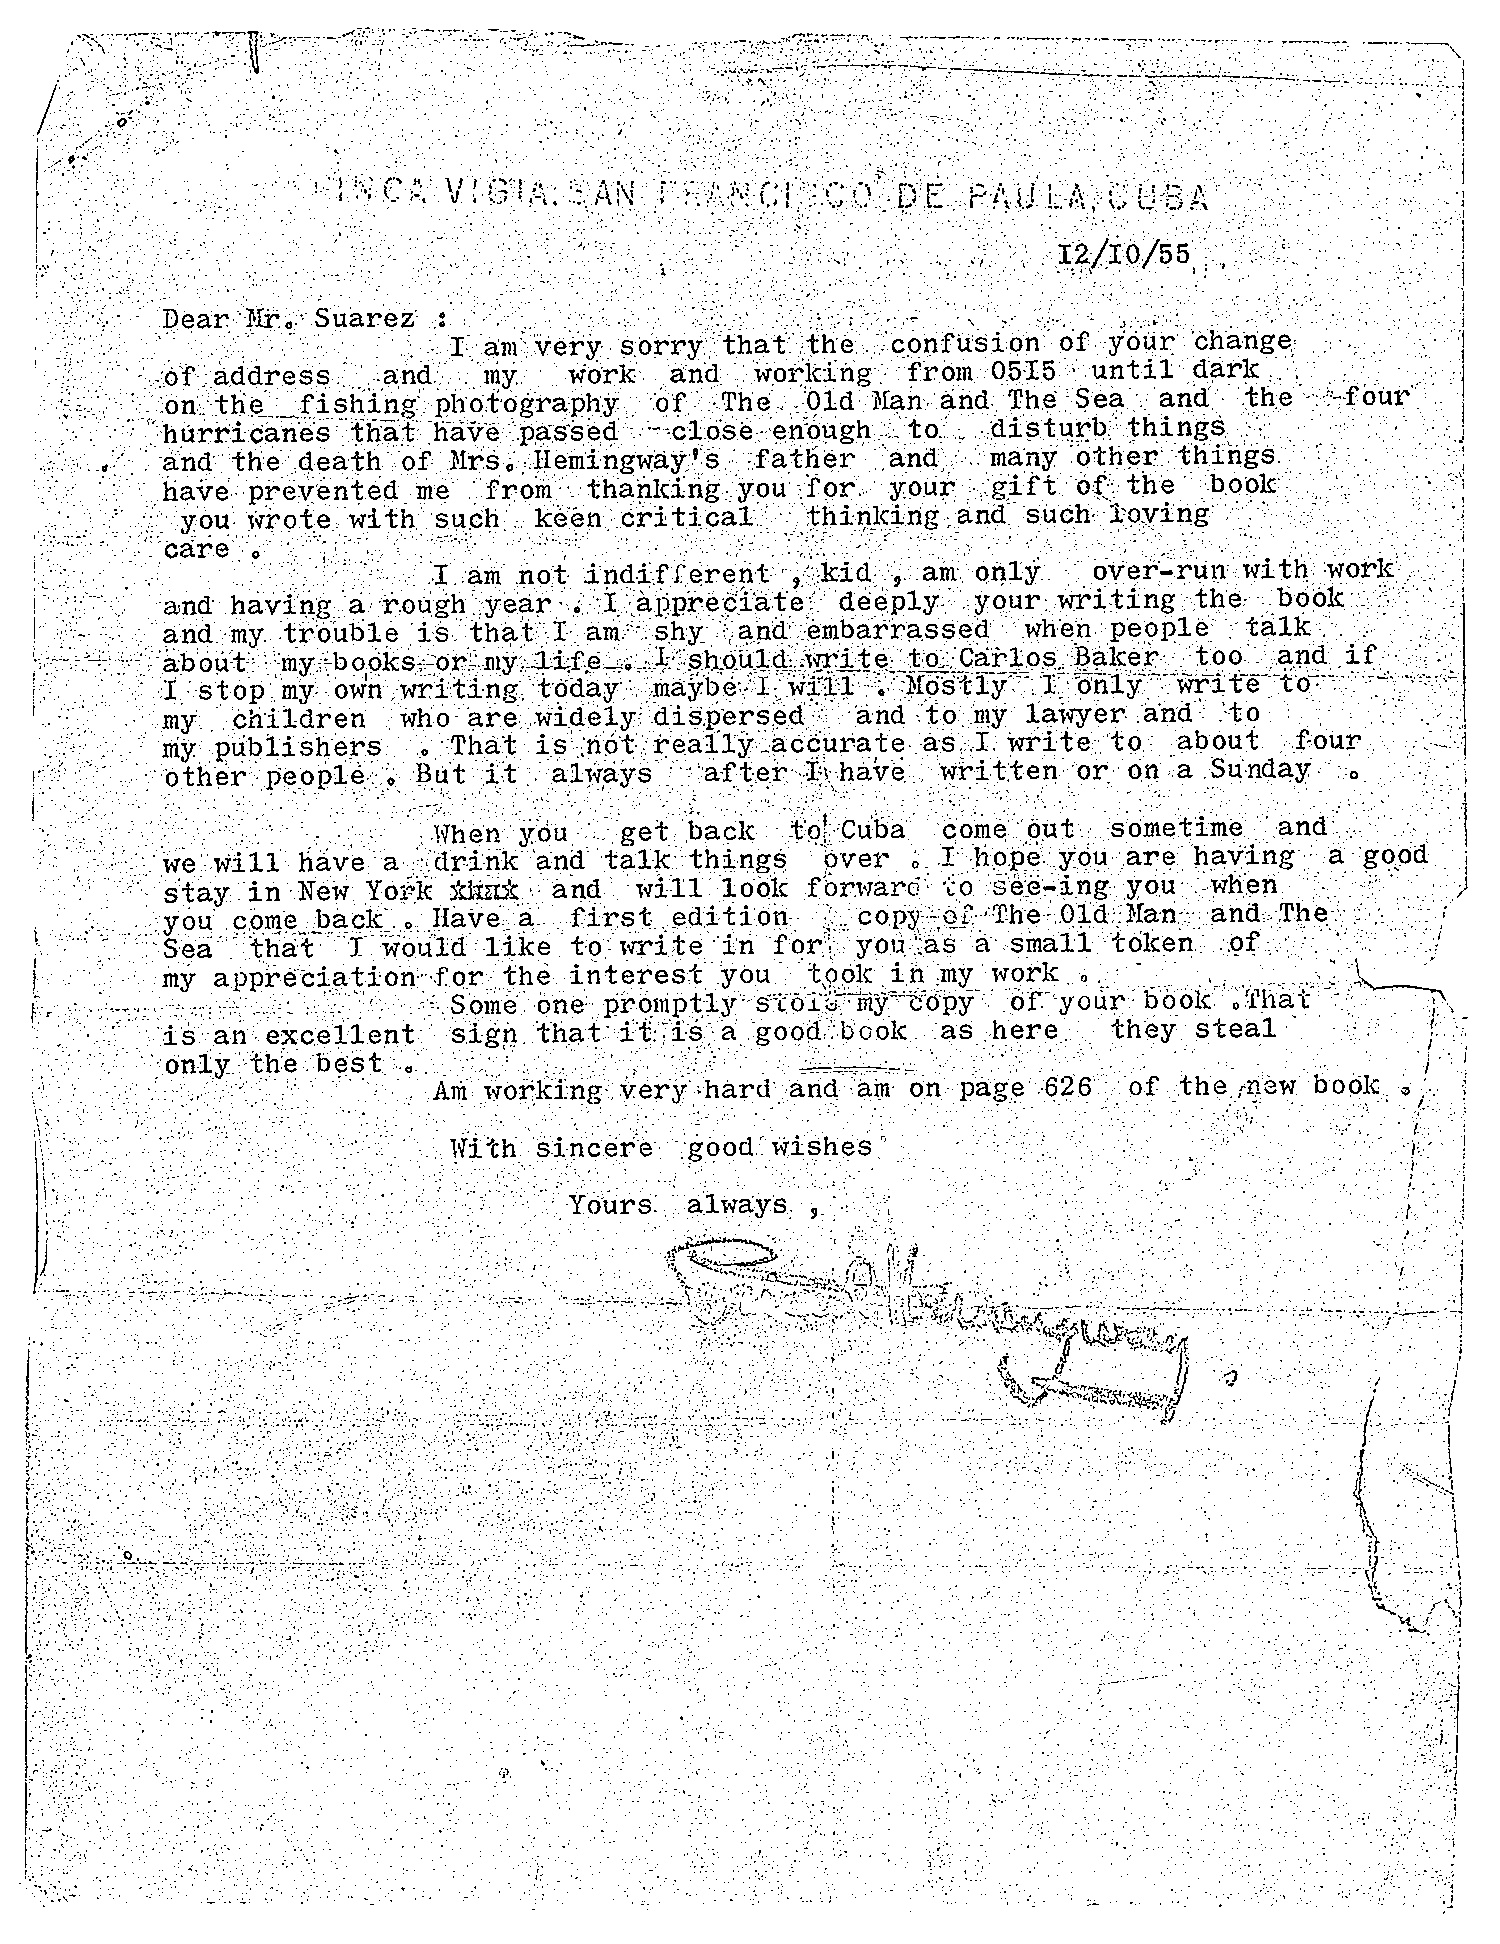 FINCA VIGIA, SAN FRANCISCO DE PAULA, CUBA
I2/IO/55
Dear Mr. Suarez :
I am very sorry that the confusion of your change
of address and my work and working from 05I5 until dark
on the fishing photography of The Old Man and The Sea and the four
hurricanes that have passed close enough to disturb things
and the death of Mrs. Hemingway's father and many other things
have prevented me from thanking you for your gift of the book
you wrote with such keen critical thinking and such loving
care .
I am not indifferent , kid , am only over-run with work
and having a rough year . I appreciate deeply your writing the book
and my trouble is that I am shy and embarrassed when people talk
about my books or my life . I should write to Carlos Baker too and if
I stop my own writing today maybe I will . Mostly I only write to
my children who are widely dispersed and to my lawyer and to
my publishers . That is not really accurate as I write to about four
other people . But it always after I have written or on a Sunday .
When you get back to Cuba come out sometime and
we will have a drink and talk things over . I hope you are having a good
stay in New York and will look forward to see-ing you when
you come back . Have a first edition copy of The Old Man and The
Sea that I would like to write in for you as a small token of
my appreciation for the interest you took in my work .
Some one promptly stole my copy of your book .That
is an excellent sign that it is a good book as here they steal
only the best .
Am working very hard and am on page 626 of the new book .
With sincere good wishes
Yours always ,
Ernest Hemingway